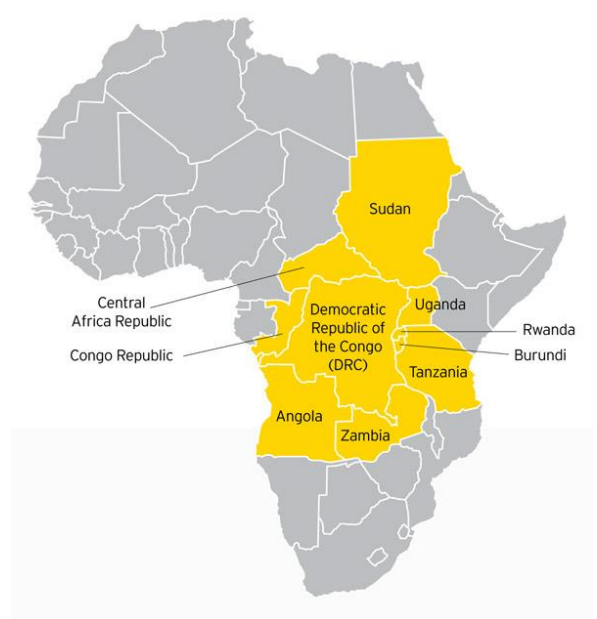 Sudan
Central
Africa Republic
Congo Republic
Democratic
Republic of
the Congo
(DRC)
Uganda
Rwanda
Burundi
Tanzania
Angola
Zambia